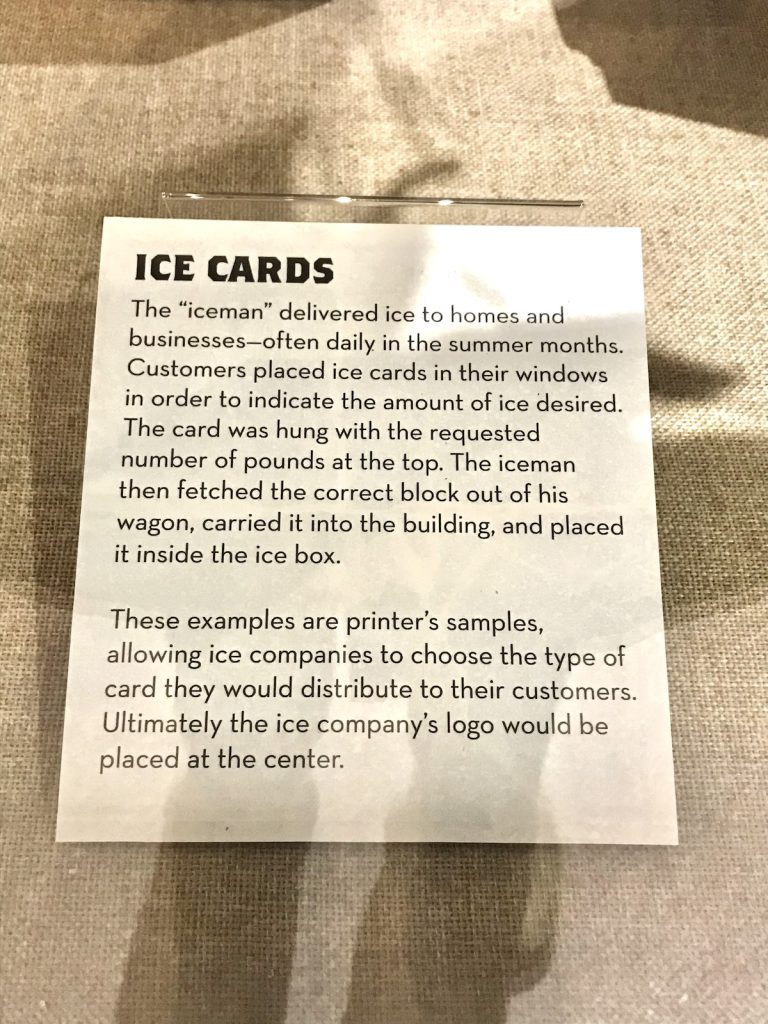 ICE CARDS
The “iceman” delivered ice to homes and
businesses—often daily in the summer months.
Customers placed ice cards in their windows
in order to indicate the amount of ice desired.
The card was hung with the requested
number of pounds at the top. The iceman
then fetched the correct block out of his
wagon, carried it into the building, and placed
it inside the ice box.
These examples are printer’s samples,
allowing ice companies to choose the type of
card they would distribute to their customers.
Ultimately the ice company’s logo would be
placed at the center.